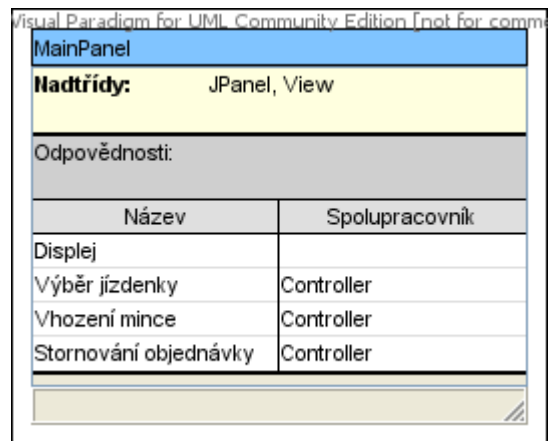 Visual Paradigm for UML Community Edition [not for comme
MainPanel
Nadtřídy: JPanel, View
Odpovědnosti:
Název Spolupracovník
Displej
Výběr jízdenky Controller
Vhození mince Controller
Stornování objednávky Controller